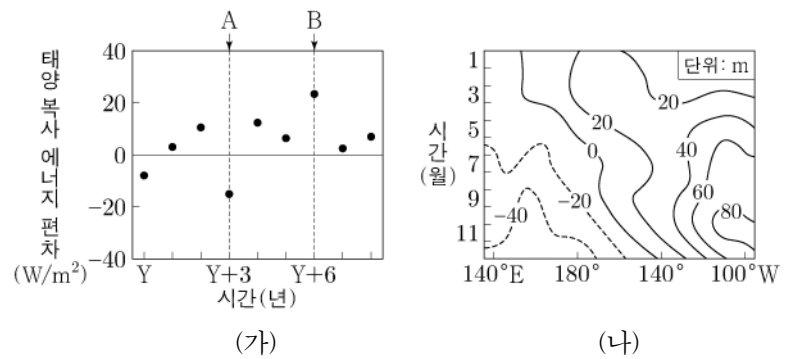 A B
태양 복사 에너지 편차
(W/m²)
40
20
0
−20
−40
Y Y+3 Y+6
시간(년)
(가)
단위: m
시간
(월)
1
3
5
7
9
11
20
20
0
40
60
80
−20
−40
140°E 180° 140° 100°W
(나)